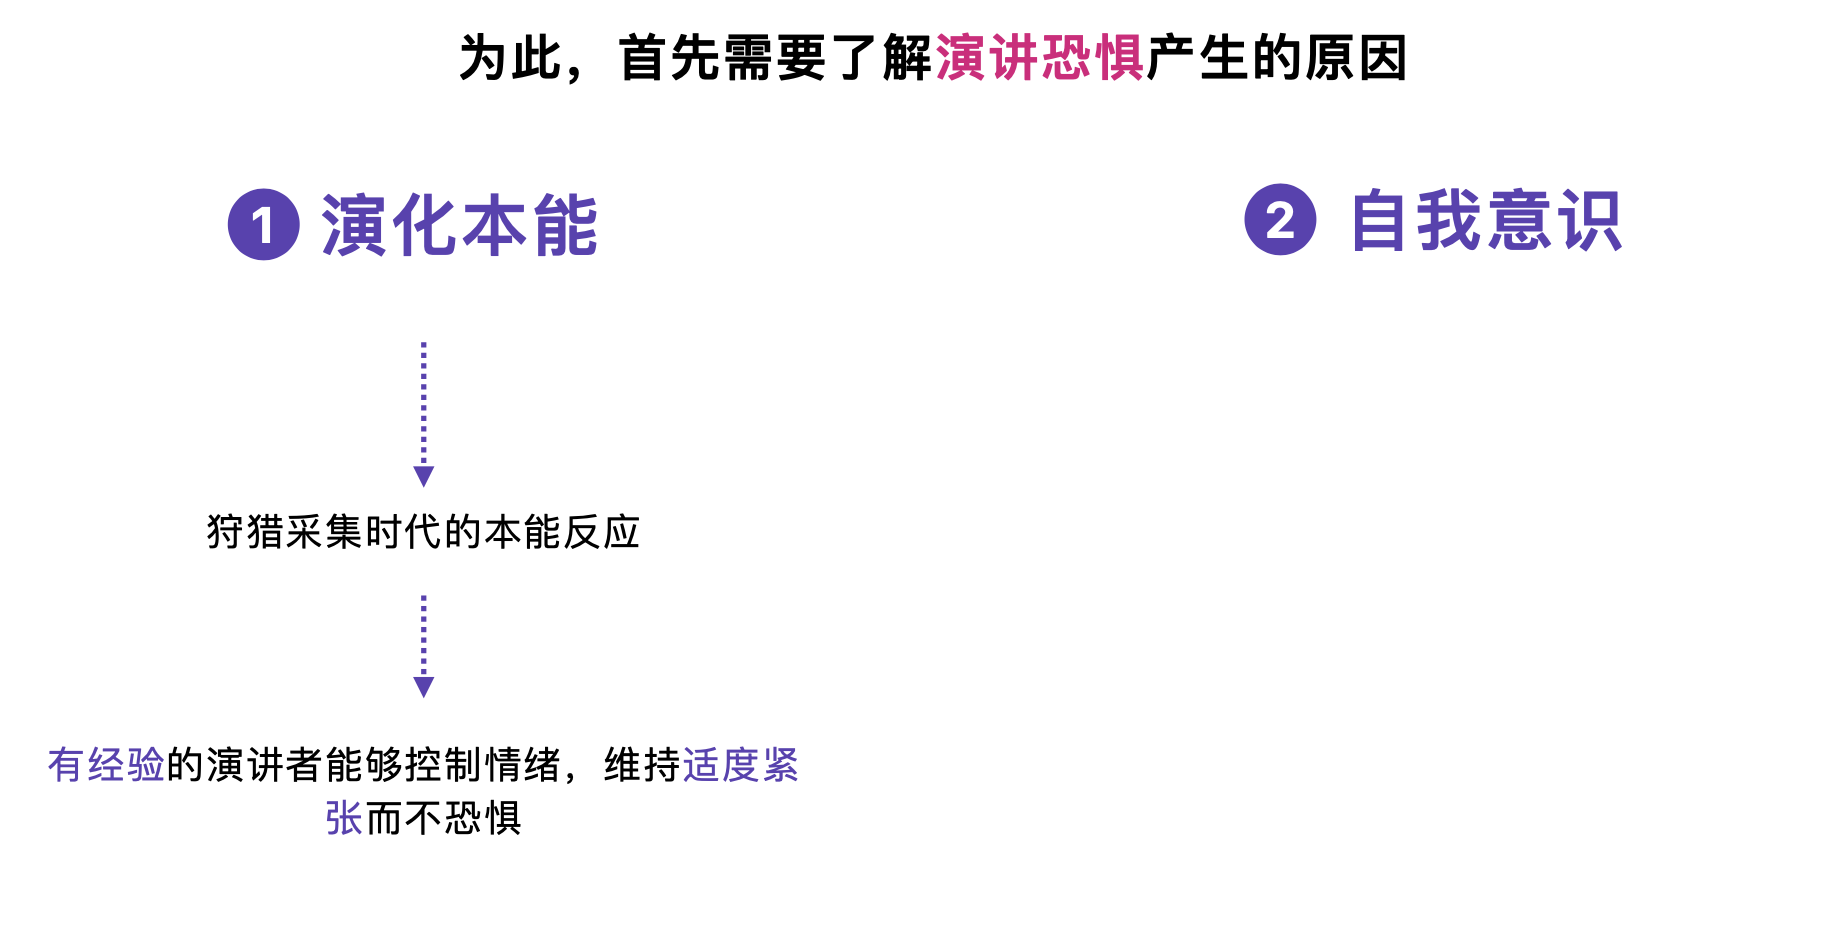 为此，首先需要了解演讲恐惧产生的原因
1 演化本能
2 自我意识
狩猎采集时代的本能反应
有经验的演讲者能够控制情绪，维持适度紧
张而不恐惧